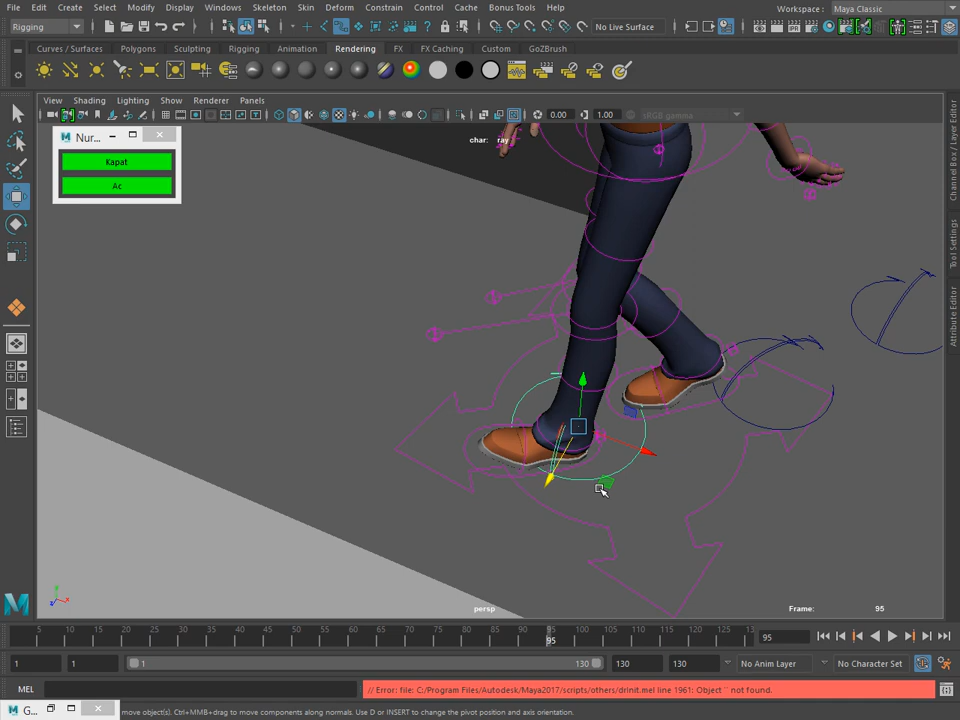 File Edit Create Select Modify Display Windows Skeleton Skin Deform Constrain Control Cache Bonus Tools Help
Workspace : Maya Classic
Rigging
No Live Surface
Curves / Surfaces Polygons Sculpting Rigging Animation Rendering FX FX Caching Custom GoZBrush
View Shading Lighting Show Renderer Panels
0.00 1.00 sRGB gamma
Nur...
Kapat
Ac
char: ray
Channel Box / Layer Editor
Tool Settings
Attribute Editor
persp
Frame: 95
5 10 15 20 25 30 35 40 45 50 55 60 65 70 75 80 85 90 95 100 105 110 115 120 125 13
95
95
1 1 1 130 130 130 No Anim Layer No Character Set
MEL
// Error: file: C:/Program Files/Autodesk/Maya2017/scripts/others/drinit.mel line 1961: Object `` not found.
G...
move object(s). Ctrl+MMB+drag to move components along normals. Use D or INSERT to change the pivot position and axis orientation.